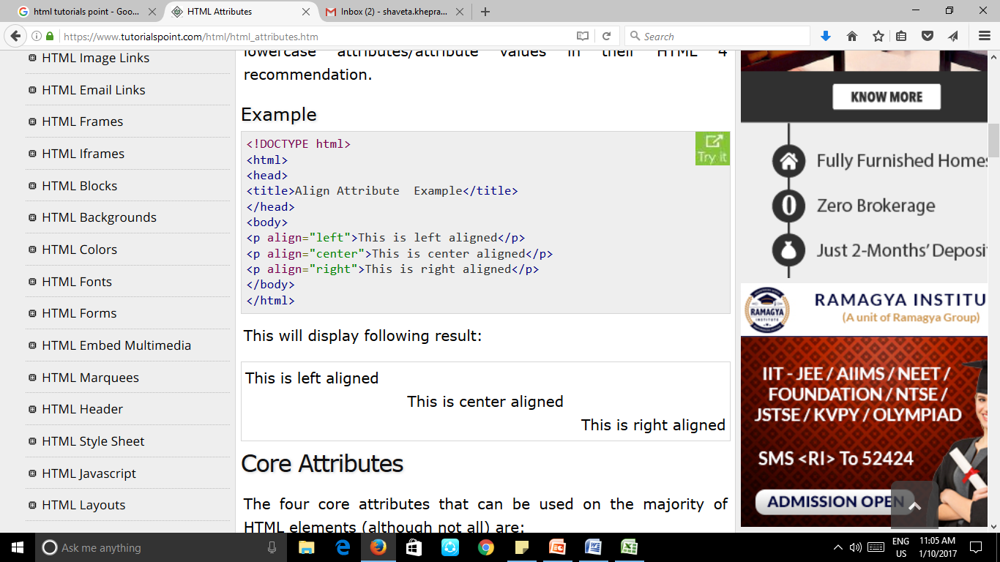 html tutorials point - Goo...
HTML Attributes
Inbox (2) - shaveta.khepra...
https://www.tutorialspoint.com/html/html_attributes.htm
Search
HTML Image Links
HTML Email Links
HTML Frames
HTML Iframes
HTML Blocks
HTML Backgrounds
HTML Colors
HTML Fonts
HTML Forms
HTML Embed Multimedia
HTML Marquees
HTML Header
HTML Style Sheet
HTML Javascript
HTML Layouts
lowercase attributes/attribute values in their HTML 4
recommendation.
Example
Try it
<!DOCTYPE html>
<html>
<head>
<title>Align Attribute  Example</title>
</head>
<body>
<p align="left">This is left aligned</p>
<p align="center">This is center aligned</p>
<p align="right">This is right aligned</p>
</body>
</html>
This will display following result:
This is left aligned
This is center aligned
This is right aligned
Core Attributes
The four core attributes that can be used on the majority of
HTML elements (although not all) are:
KNOW MORE
Fully Furnished Homes
Zero Brokerage
Just 2-Months' Deposi
RAMAGYA
INSTITUTE
RAMAGYA INSTITU
(A unit of Ramagya Group)
IIT - JEE / AIIMS / NEET /
FOUNDATION / NTSE /
JSTSE / KVPY / OLYMPIAD
SMS <RI> To 52424
ADMISSION OPEN
Ask me anything
ENG
US
11:05 AM
1/10/2017